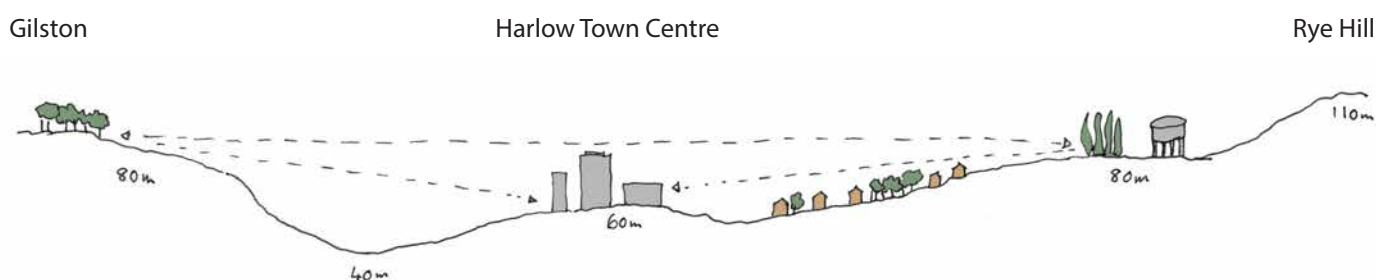 Gilston
Harlow Town Centre
Rye Hill
110m
80m
80m
60m
40m